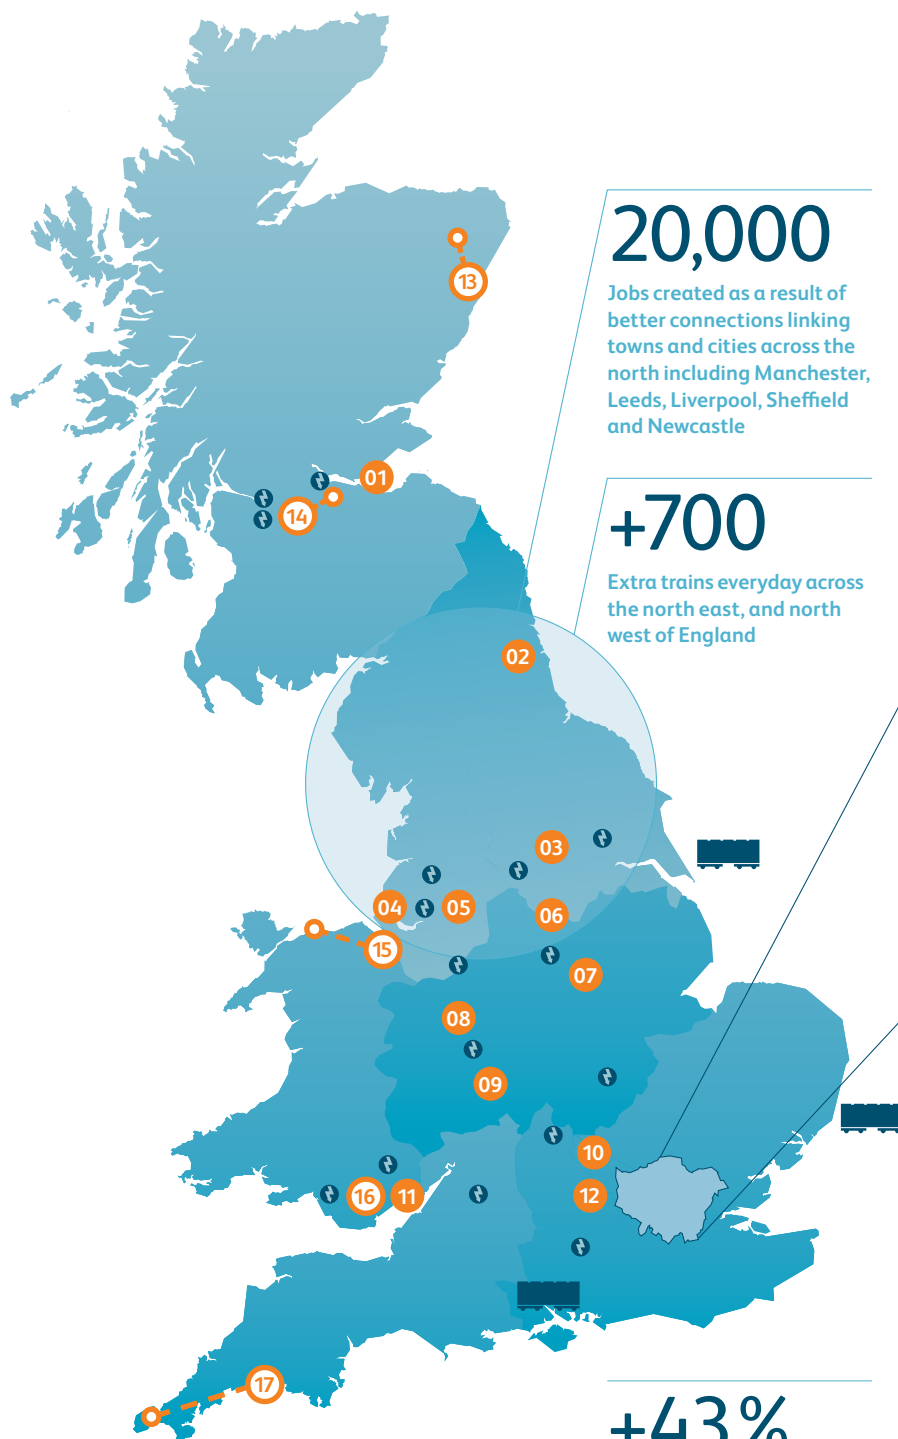 20,000
Jobs created as a result of
better connections linking
towns and cities across the
north including Manchester,
Leeds, Liverpool, Sheffield
and Newcastle
+700
Extra trains everyday across
the north east, and north
west of England
13
01
14
02
03
04
05
06
15
07
08
09
10
16
11
12
17
+43%